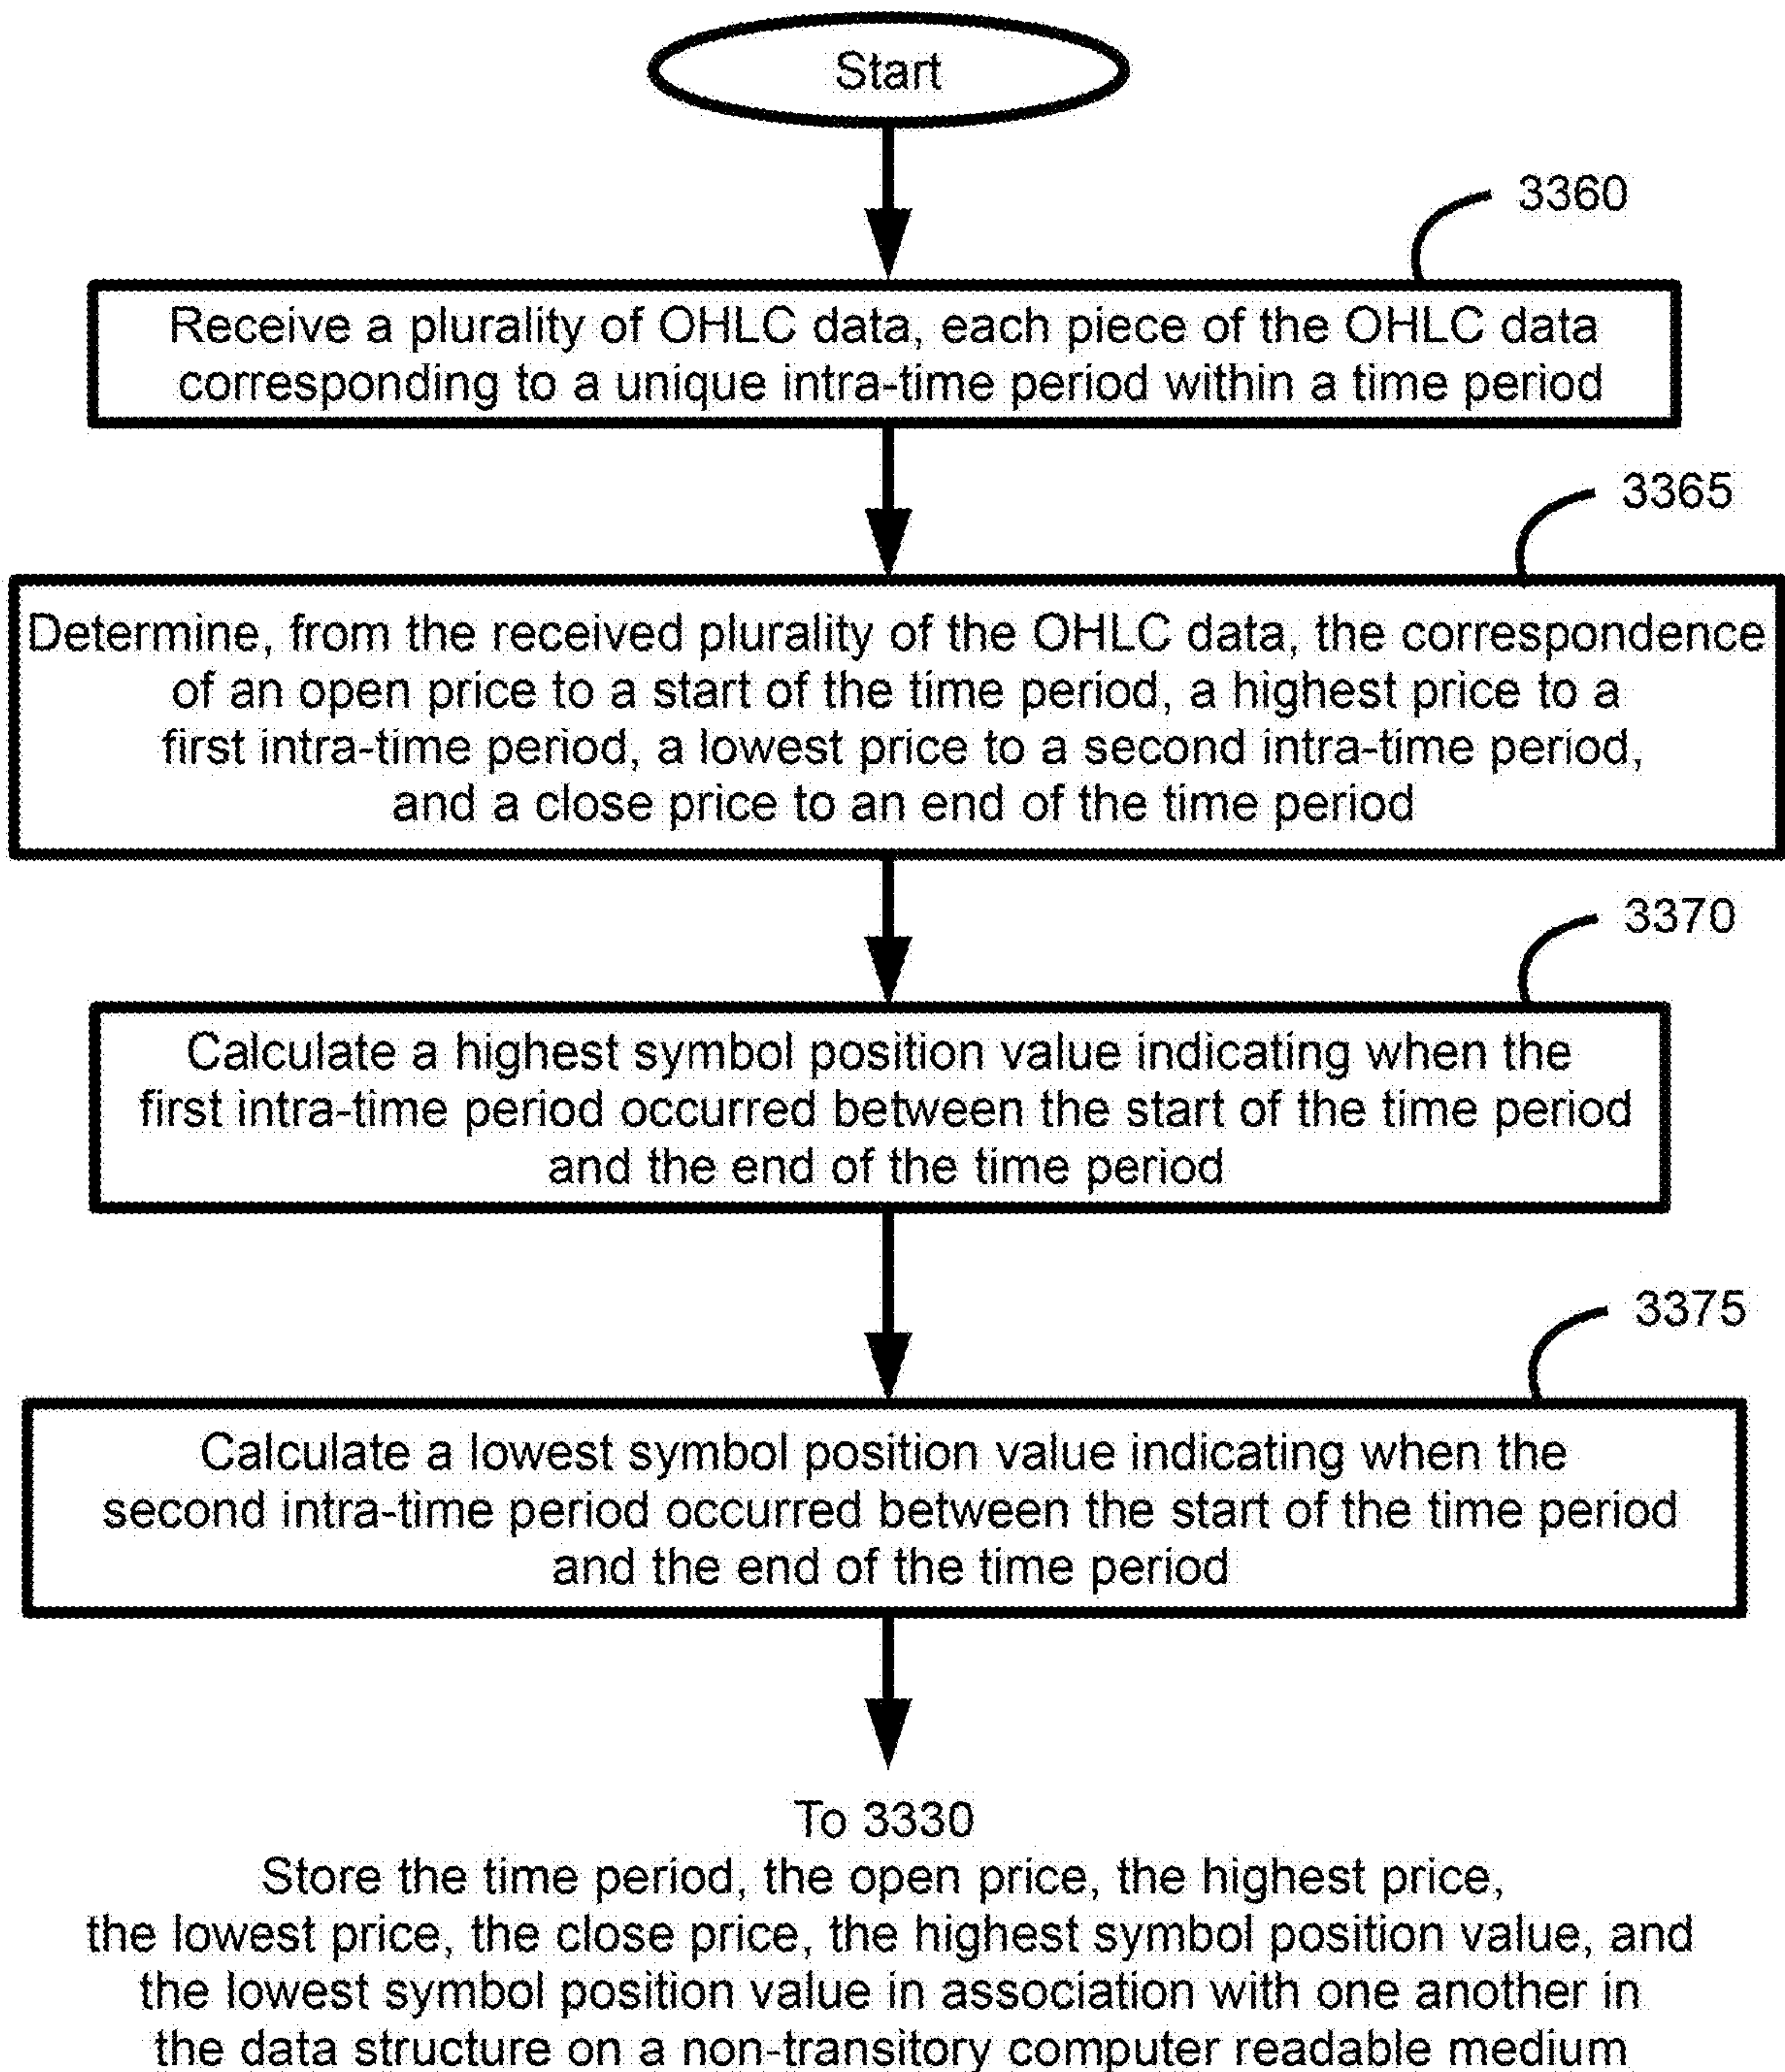 Start
3360
Receive a plurality of OHLC data, each piece of the OHLC data
corresponding to a unique intra-time period within a time period
3365
Determine, from the received plurality of the OHLC data, the correspondence
of an open price to a start of the time period, a highest price to a
first intra-time period, a lowest price to a second intra-time period,
and a close price to an end of the time period
3370
Calculate a highest symbol position value indicating when the
first intra-time period occurred between the start of the time period
and the end of the time period
3375
Calculate a lowest symbol position value indicating when the
second intra-time period occurred between the start of the time period
and the end of the time period
To 3330
Store the time period, the open price, the highest price,
the lowest price, the close price, the highest symbol position value, and
the lowest symbol position value in association with one another in
the data structure on a non-transitory computer readable medium